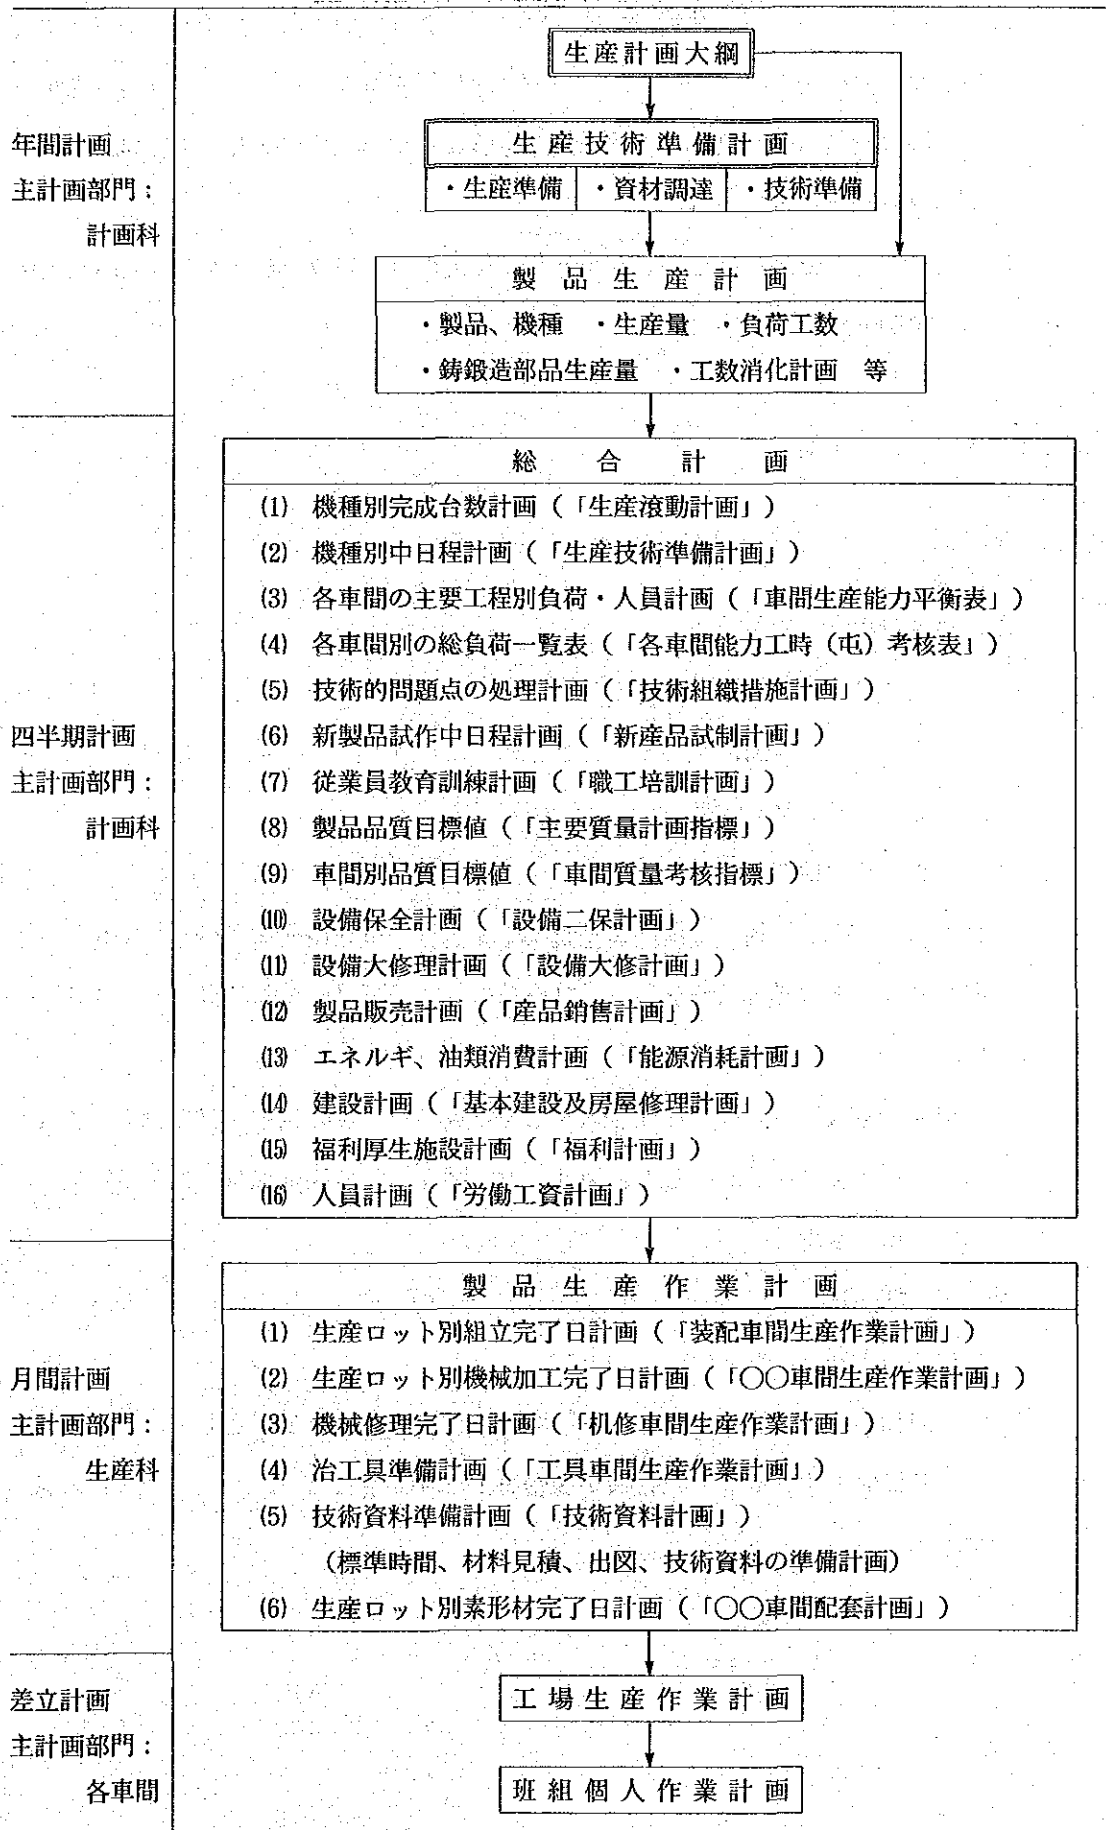 生産計画大綱
年間計画
主計画部門：
計画科
生産技術準備計画
・生産準備 ・資材調達 ・技術準備
製品生産計画
・製品、機種 ・生産量 ・負荷工数
・鋳鍛造部品生産量 ・工数消化計画 等
四半期計画
主計画部門：
計画科
総合計画
(1) 機種別完成台数計画（「生産滾動計画」）
(2) 機種別中日程計画（「生産技術準備計画」）
(3) 各車間の主要工程別負荷・人員計画（「車間生産能力平衡表」）
(4) 各車間別の総負荷一覧表（「各車間能力工時（屯）考核表」）
(5) 技術的問題点の処理計画（「技術組織措施計画」）
(6) 新製品試作中日程計画（「新産品試制計画」）
(7) 従業員教育訓練計画（「職工培訓計画」）
(8) 製品品質目標値（「主要質量計画指標」）
(9) 車間別品質目標値（「車間質量考核指標」）
(10) 設備保全計画（「設備二保計画」）
(11) 設備大修理計画（「設備大修計画」）
(12) 製品販売計画（「産品銷售計画」）
(13) エネルギ、油類消費計画（「能源消耗計画」）
(14) 建設計画（「基本建設及房屋修理計画」）
(15) 福利厚生施設計画（「福利計画」）
(16) 人員計画（「労働工資計画」）
月間計画
主計画部門：
生産科
製品生産作業計画
(1) 生産ロット別組立完了日計画（「装配車間生産作業計画」）
(2) 生産ロット別機械加工完了日計画（「〇〇車間生産作業計画」）
(3) 機械修理完了日計画（「机修車間生産作業計画」）
(4) 治工具準備計画（「工具車間生産作業計画」）
(5) 技術資料準備計画（「技術資料計画」）
（標準時間、材料見積、出図、技術資料の準備計画）
(6) 生産ロット別素形材完了日計画（「〇〇車間配套計画」）
差立計画
主計画部門：
各車間
工場生産作業計画
班組個人作業計画